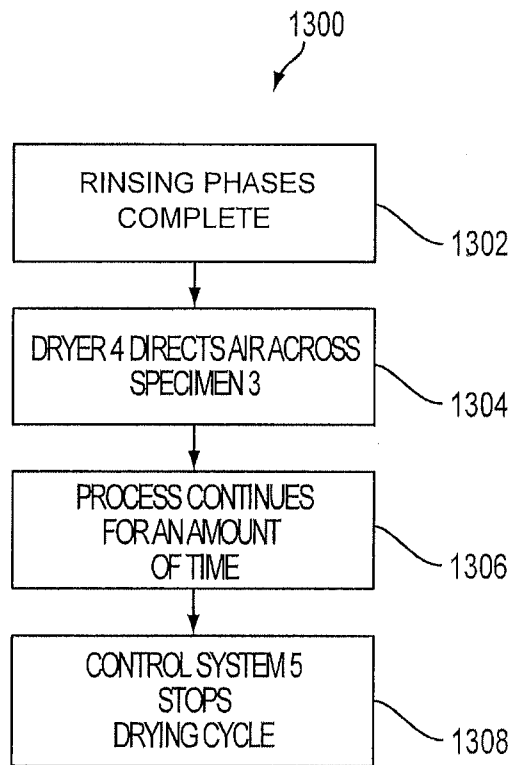 1300
RINSING PHASES
COMPLETE
1302
DRYER 4 DIRECTS AIR ACROSS
SPECIMEN 3
1304
PROCESS CONTINUES
FOR AN AMOUNT
OF TIME
1306
CONTROL SYSTEM 5
STOPS
DRYING CYCLE
1308